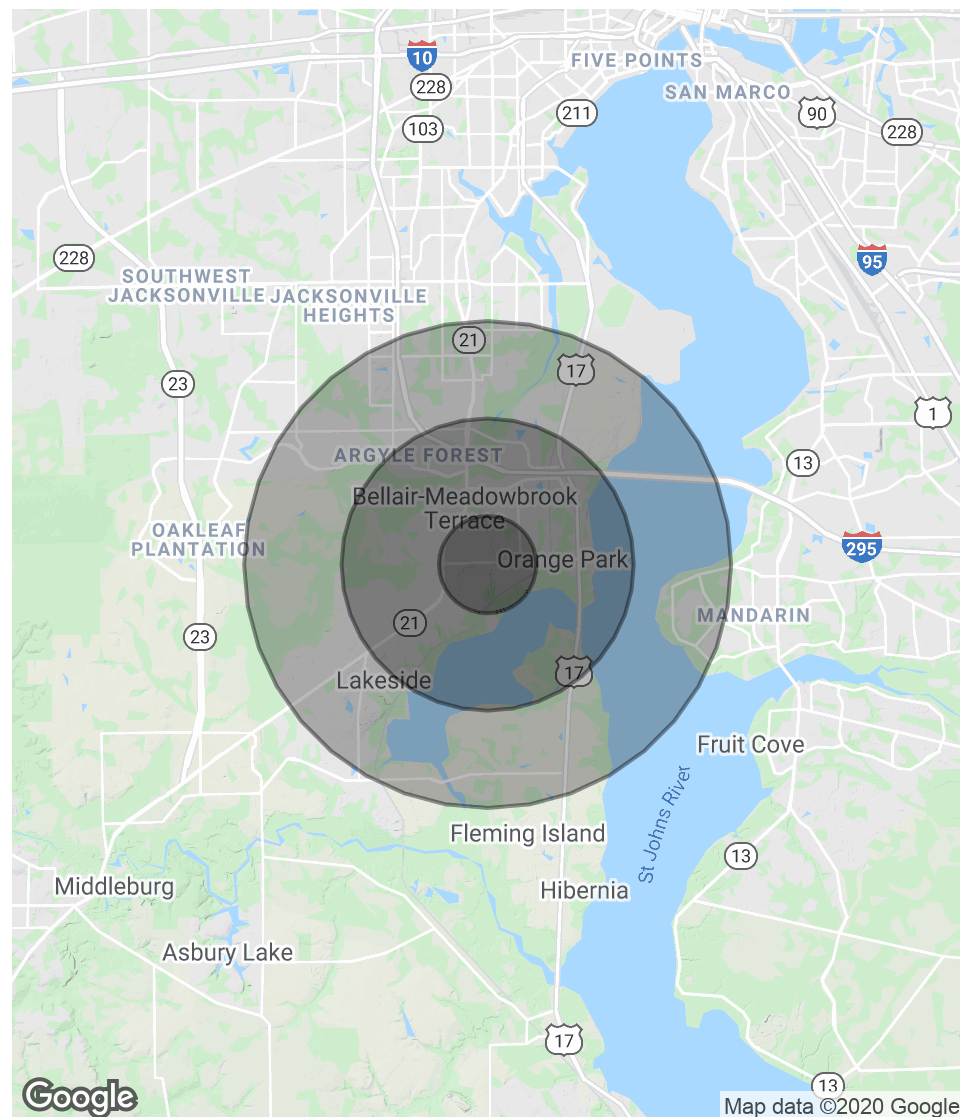 10
FIVE POINTS
228
SAN MARCO
211
90
103
228
228
95
SOUTHWEST
JACKSONVILLE
JACKSONVILLE
HEIGHTS
21
17
23
1
ARGYLE FOREST
13
Bellair-Meadowbrook
Terrace
OAKLEAF
PLANTATION
295
Orange Park
MANDARIN
21
23
17
Lakeside
Fruit Cove
St Johns River
Fleming Island
13
Middleburg
Hibernia
Asbury Lake
17
13
Google
Map data ©2020 Google